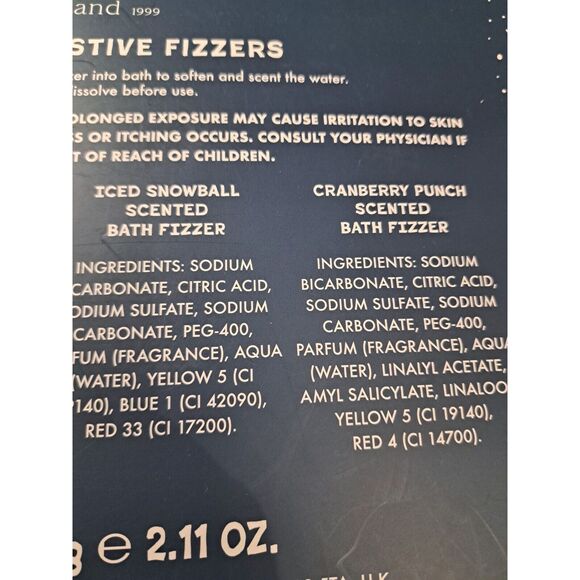 and 1999
STIVE FIZZERS
er into bath to soften and scent the water.
issolve before use.
OLONGED EXPOSURE MAY CAUSE IRRITATION TO SKIN
S OR ITCHING OCCURS. CONSULT YOUR PHYSICIAN IF
T OF REACH OF CHILDREN.
ICED SNOWBALL
SCENTED
BATH FIZZER
INGREDIENTS: SODIUM
CARBONATE, CITRIC ACID,
ODIUM SULFATE, SODIUM
CARBONATE, PEG-400,
FUM (FRAGRANCE), AQUA
(WATER), YELLOW 5 (CI
9140), BLUE 1 (CI 42090),
RED 33 (CI 17200).
CRANBERRY PUNCH
SCENTED
BATH FIZZER
INGREDIENTS: SODIUM
BICARBONATE, CITRIC ACID,
SODIUM SULFATE, SODIUM
CARBONATE, PEG-400,
PARFUM (FRAGRANCE), AQUA
(WATER), LINALYL ACETATE,
AMYL SALICYLATE, LINALOO
YELLOW 5 (CI 19140),
RED 4 (CI 14700).
g e 2.11 OZ.